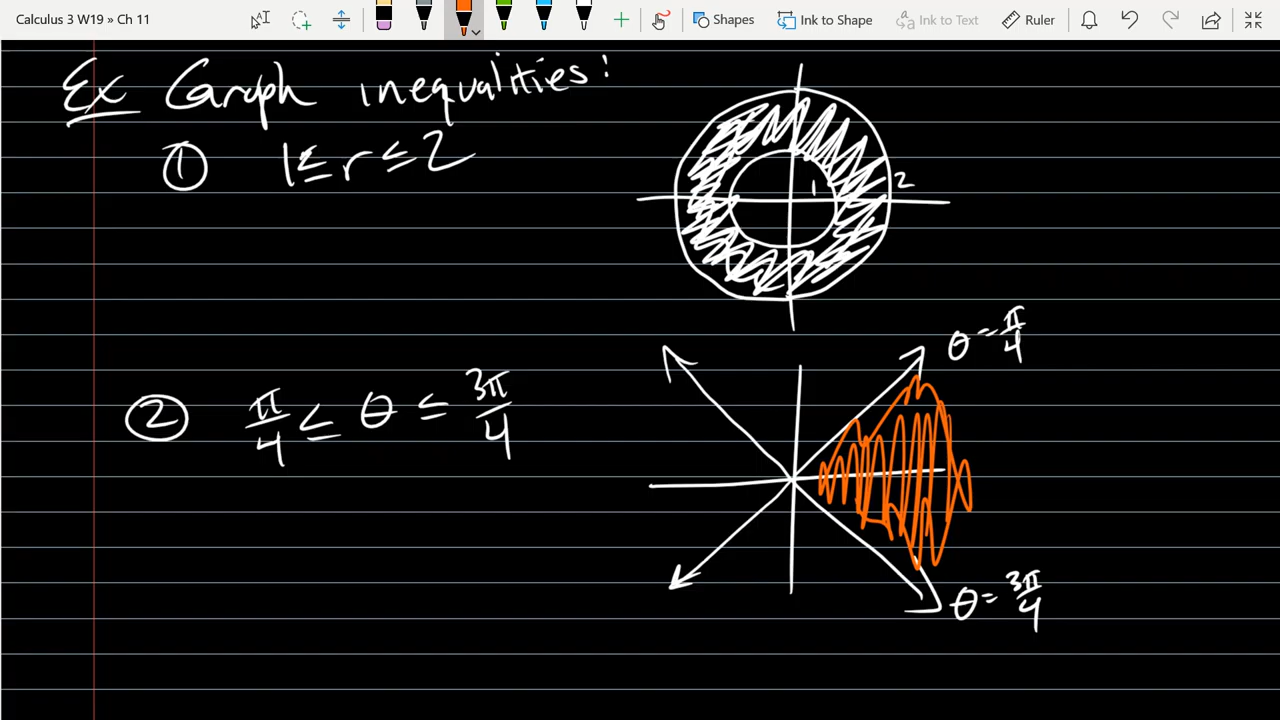 Calculus 3 W19 » Ch 11
Shapes
Ink to Shape
Ink to Text
Ruler
Ex Graph inequalities:
① 1 ≤ r ≤ 2
1
2
② π/4 ≤ θ ≤ 3π/4
θ = π/4
θ = 3π/4